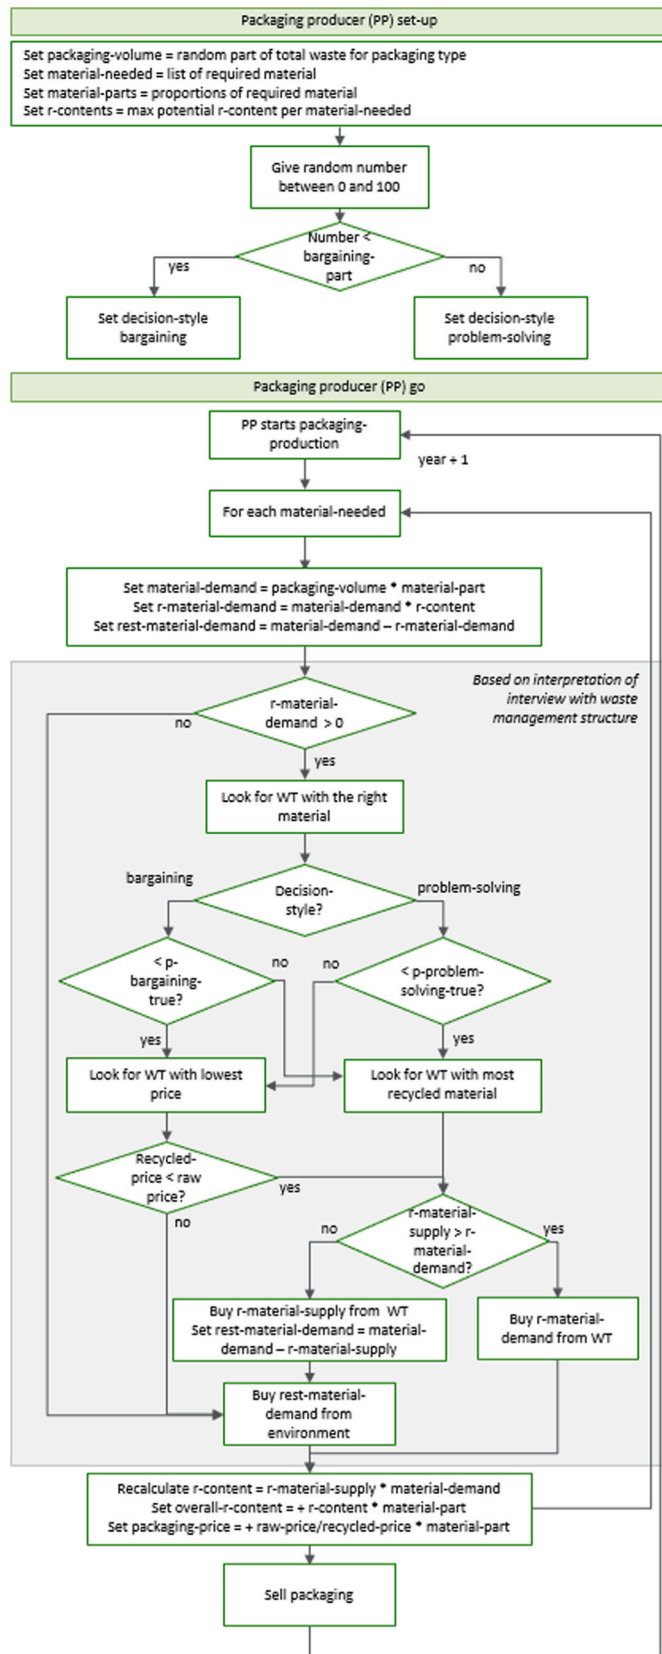 Packaging producer (PP) set-up
Set packaging-volume = random part of total waste for packaging type
Set material-needed = list of required material
Set material-parts = proportions of required material
Set r-contents = max potential r-content per material-needed
Give random number
between 0 and 100
Number <
bargaining-
part
yes
no
Set decision-style
bargaining
Set decision-style
problem-solving
Packaging producer (PP) go
PP starts packaging-
production
year + 1
For each material-needed
Set material-demand = packaging-volume * material-part
Set r-material-demand = material-demand * r-content
Set rest-material-demand = material-demand – r-material-demand
Based on interpretation of
interview with waste
management structure
r-material-
demand > 0
no
yes
Look for WT with the right
material
bargaining
Decision-
style?
problem-solving
< p-
bargaining-
true?
no
no
< p-problem-
solving-true?
yes
yes
Look for WT with lowest
price
Look for WT with most
recycled material
Recycled-
price < raw
price?
yes
no
r-material-
supply > r-
material-
demand?
no
yes
Buy r-material-supply from WT
Set rest-material-demand = material-
demand – r-material-supply
Buy r-material-
demand from WT
Buy rest-material-
demand from
environment
Recalculate r-content = r-material-supply * material-demand
Set overall-r-content = + r-content * material-part
Set packaging-price = + raw-price/recycled-price * material-part
Sell packaging